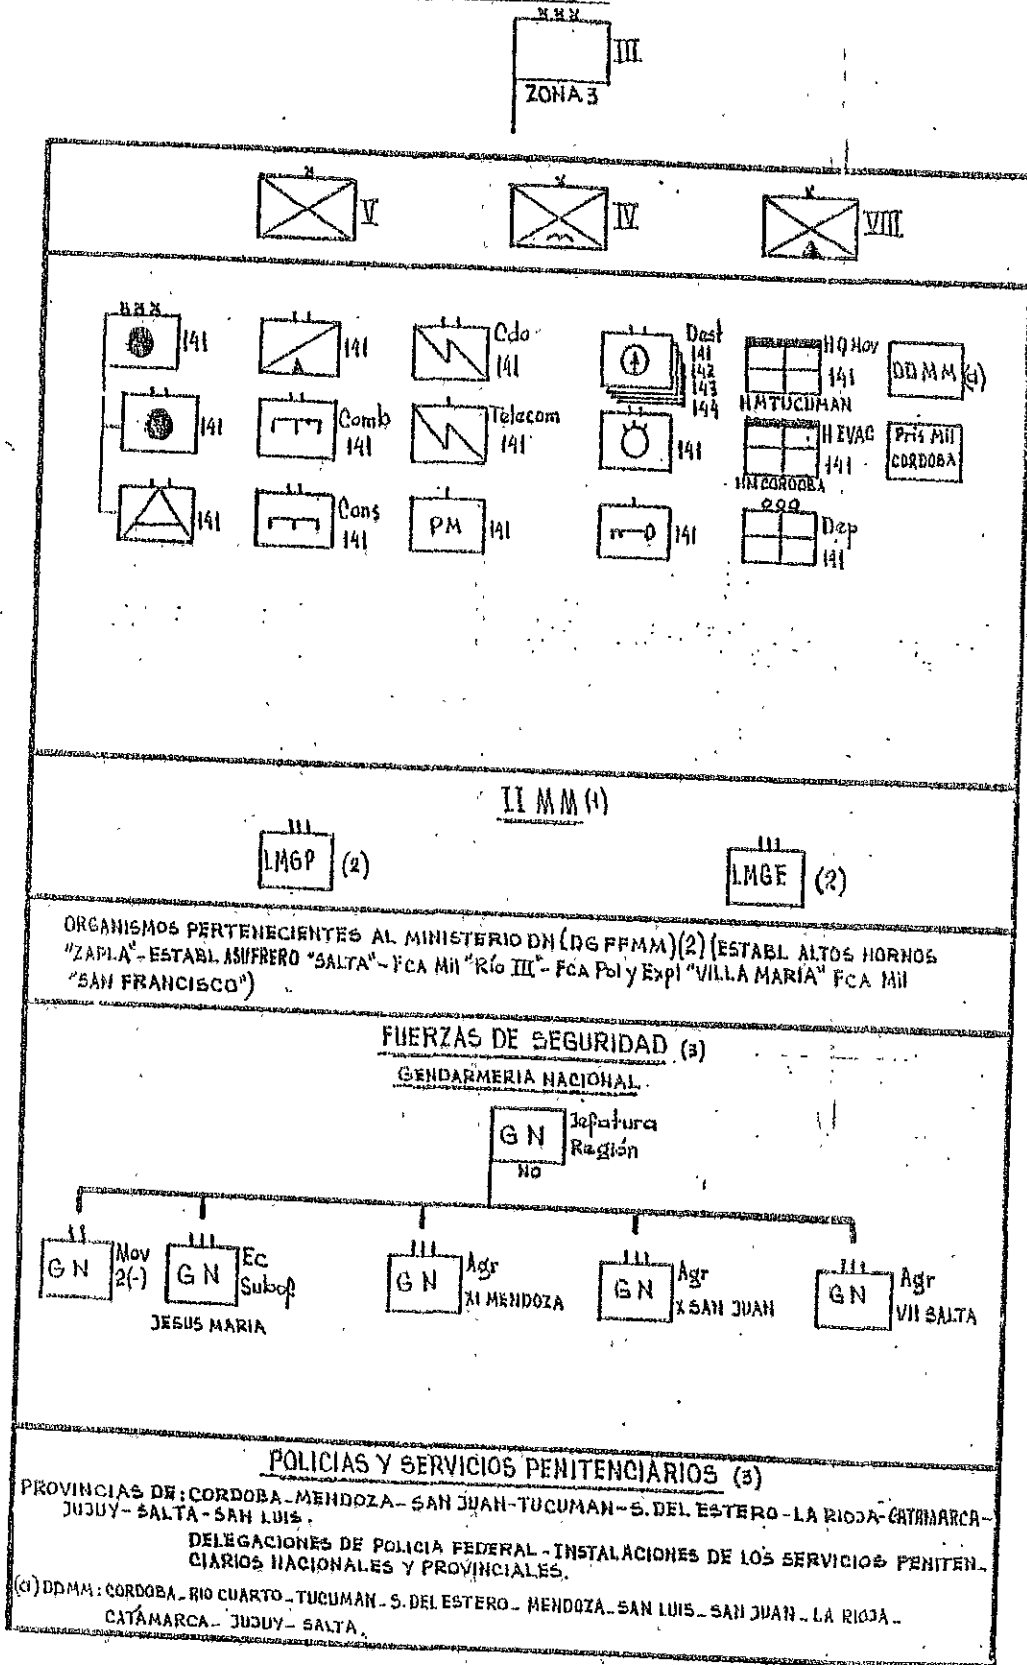 XXX
III
ZONA 3
X
V
X
IV
X
VIII
XXX
141
141
Cdo
141
Dest
141
142
143
144
HQ Mov
141
HM TUCUMAN
DDMM (a)
141
Comb
141
Telecom
141
141
H EVAC
141
HM CORDOBA
Pris Mil
CORDOBA
141
Cons
141
PM
141
141
Dep
141
II MM (1)
LMGP (2)
LMGE (2)
ORGANISMOS PERTENECIENTES AL MINISTERIO DN (DG FFMM) (2) (ESTABL ALTOS HORNOS
"ZAPLA" - ESTABL ASUFRERO "SALTA" - FCA Mil "Río III" - FCA Pol y Expl "VILLA MARÍA" FCA Mil
"SAN FRANCISCO")
FUERZAS DE SEGURIDAD (3)
GENDARMERIA NACIONAL
GN
Jefatura
Región
NO
GN
Mov
2(-)
GN
Ec
Subof
JESUS MARIA
GN
Agr
XI MENDOZA
GN
Agr
X SAN JUAN
GN
Agr
VII SALTA
POLICIAS Y SERVICIOS PENITENCIARIOS (3)
PROVINCIAS DE: CORDOBA - MENDOZA - SAN JUAN - TUCUMAN - S. DEL ESTERO - LA RIOJA - CATAMARCA -
JUJUY - SALTA - SAN LUIS.
DELEGACIONES DE POLICIA FEDERAL - INSTALACIONES DE LOS SERVICIOS PENITEN-
CIARIOS NACIONALES Y PROVINCIALES.
(a) DDMM: CORDOBA - RIO CUARTO - TUCUMAN - S. DEL ESTERO - MENDOZA - SAN LUIS - SAN JUAN - LA RIOJA -
CATAMARCA - JUJUY - SALTA.